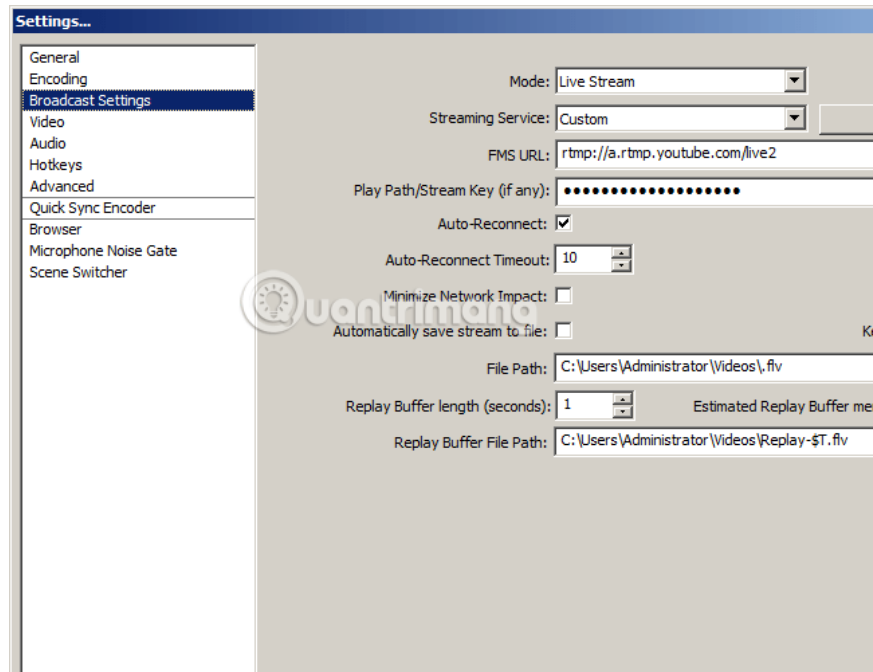 Settings...
General
Encoding
Broadcast Settings
Video
Audio
Hotkeys
Advanced
Quick Sync Encoder
Browser
Microphone Noise Gate
Scene Switcher
Mode: Live Stream
Streaming Service: Custom
FMS URL: rtmp://a.rtmp.youtube.com/live2
Play Path/Stream Key (if any): •••••••••••••••••••
Auto-Reconnect:
Auto-Reconnect Timeout: 10
Minimize Network Impact:
Quantrimang
Automatically save stream to file:
File Path: C:\Users\Administrator\Videos\.flv
Replay Buffer length (seconds): 1 Estimated Replay Buffer
Replay Buffer File Path: C:\Users\Administrator\Videos\Replay-$T.flv